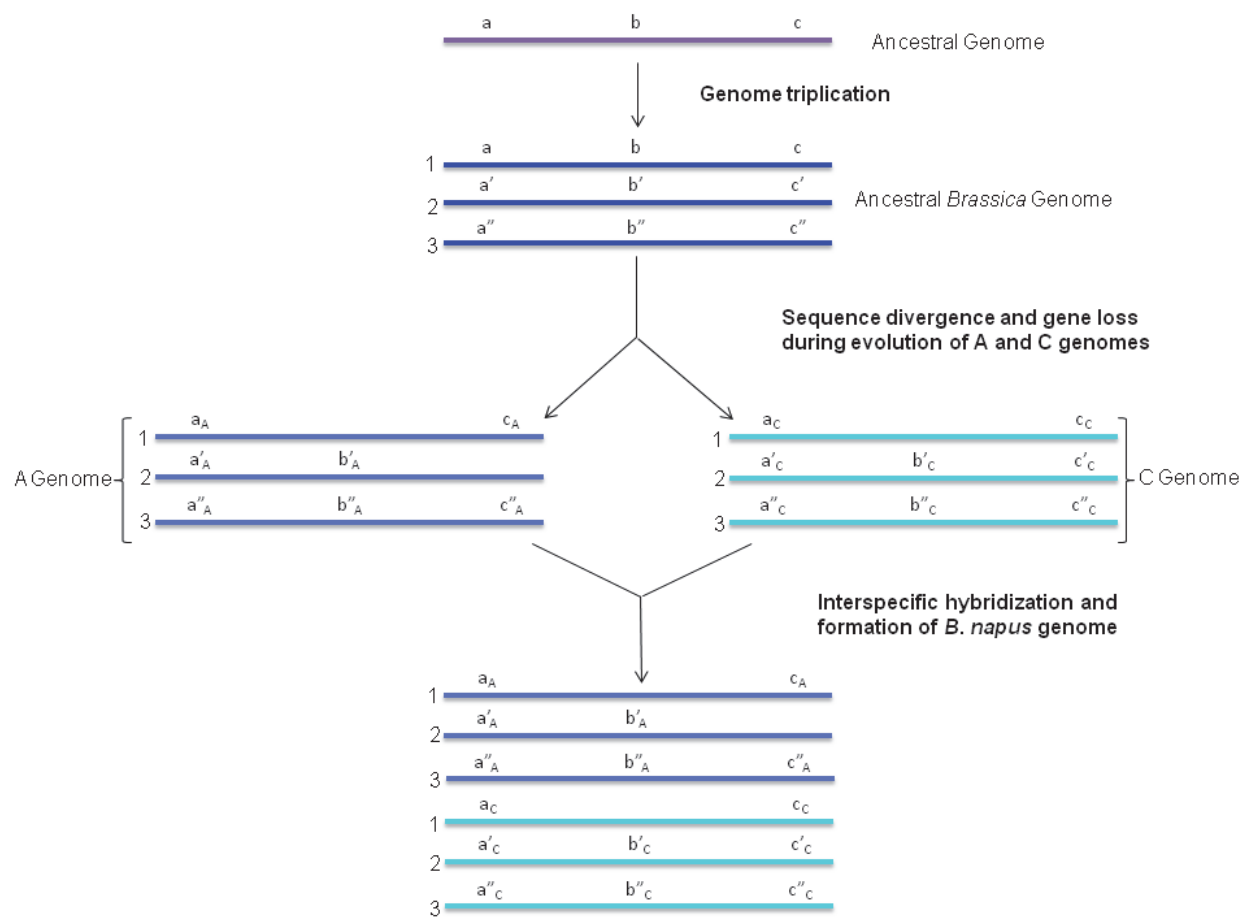 a b c
Ancestral Genome
Genome triplication
a b c
1
a' b' c'
2
Ancestral Brassica Genome
a" b" c"
3
Sequence divergence and gene loss
during evolution of A and C genomes
A Genome
aA cA
1
a'A b'A
2
a"A b"A c"A
3
aC cC
1
a'C b'C c'C
2
a"C b"C c"C
3
C Genome
Interspecific hybridization and
formation of B. napus genome
aA cA
1
a'A b'A
2
a"A b"A c"A
3
aC cC
1
a'C b'C c'C
2
a"C b"C c"C
3